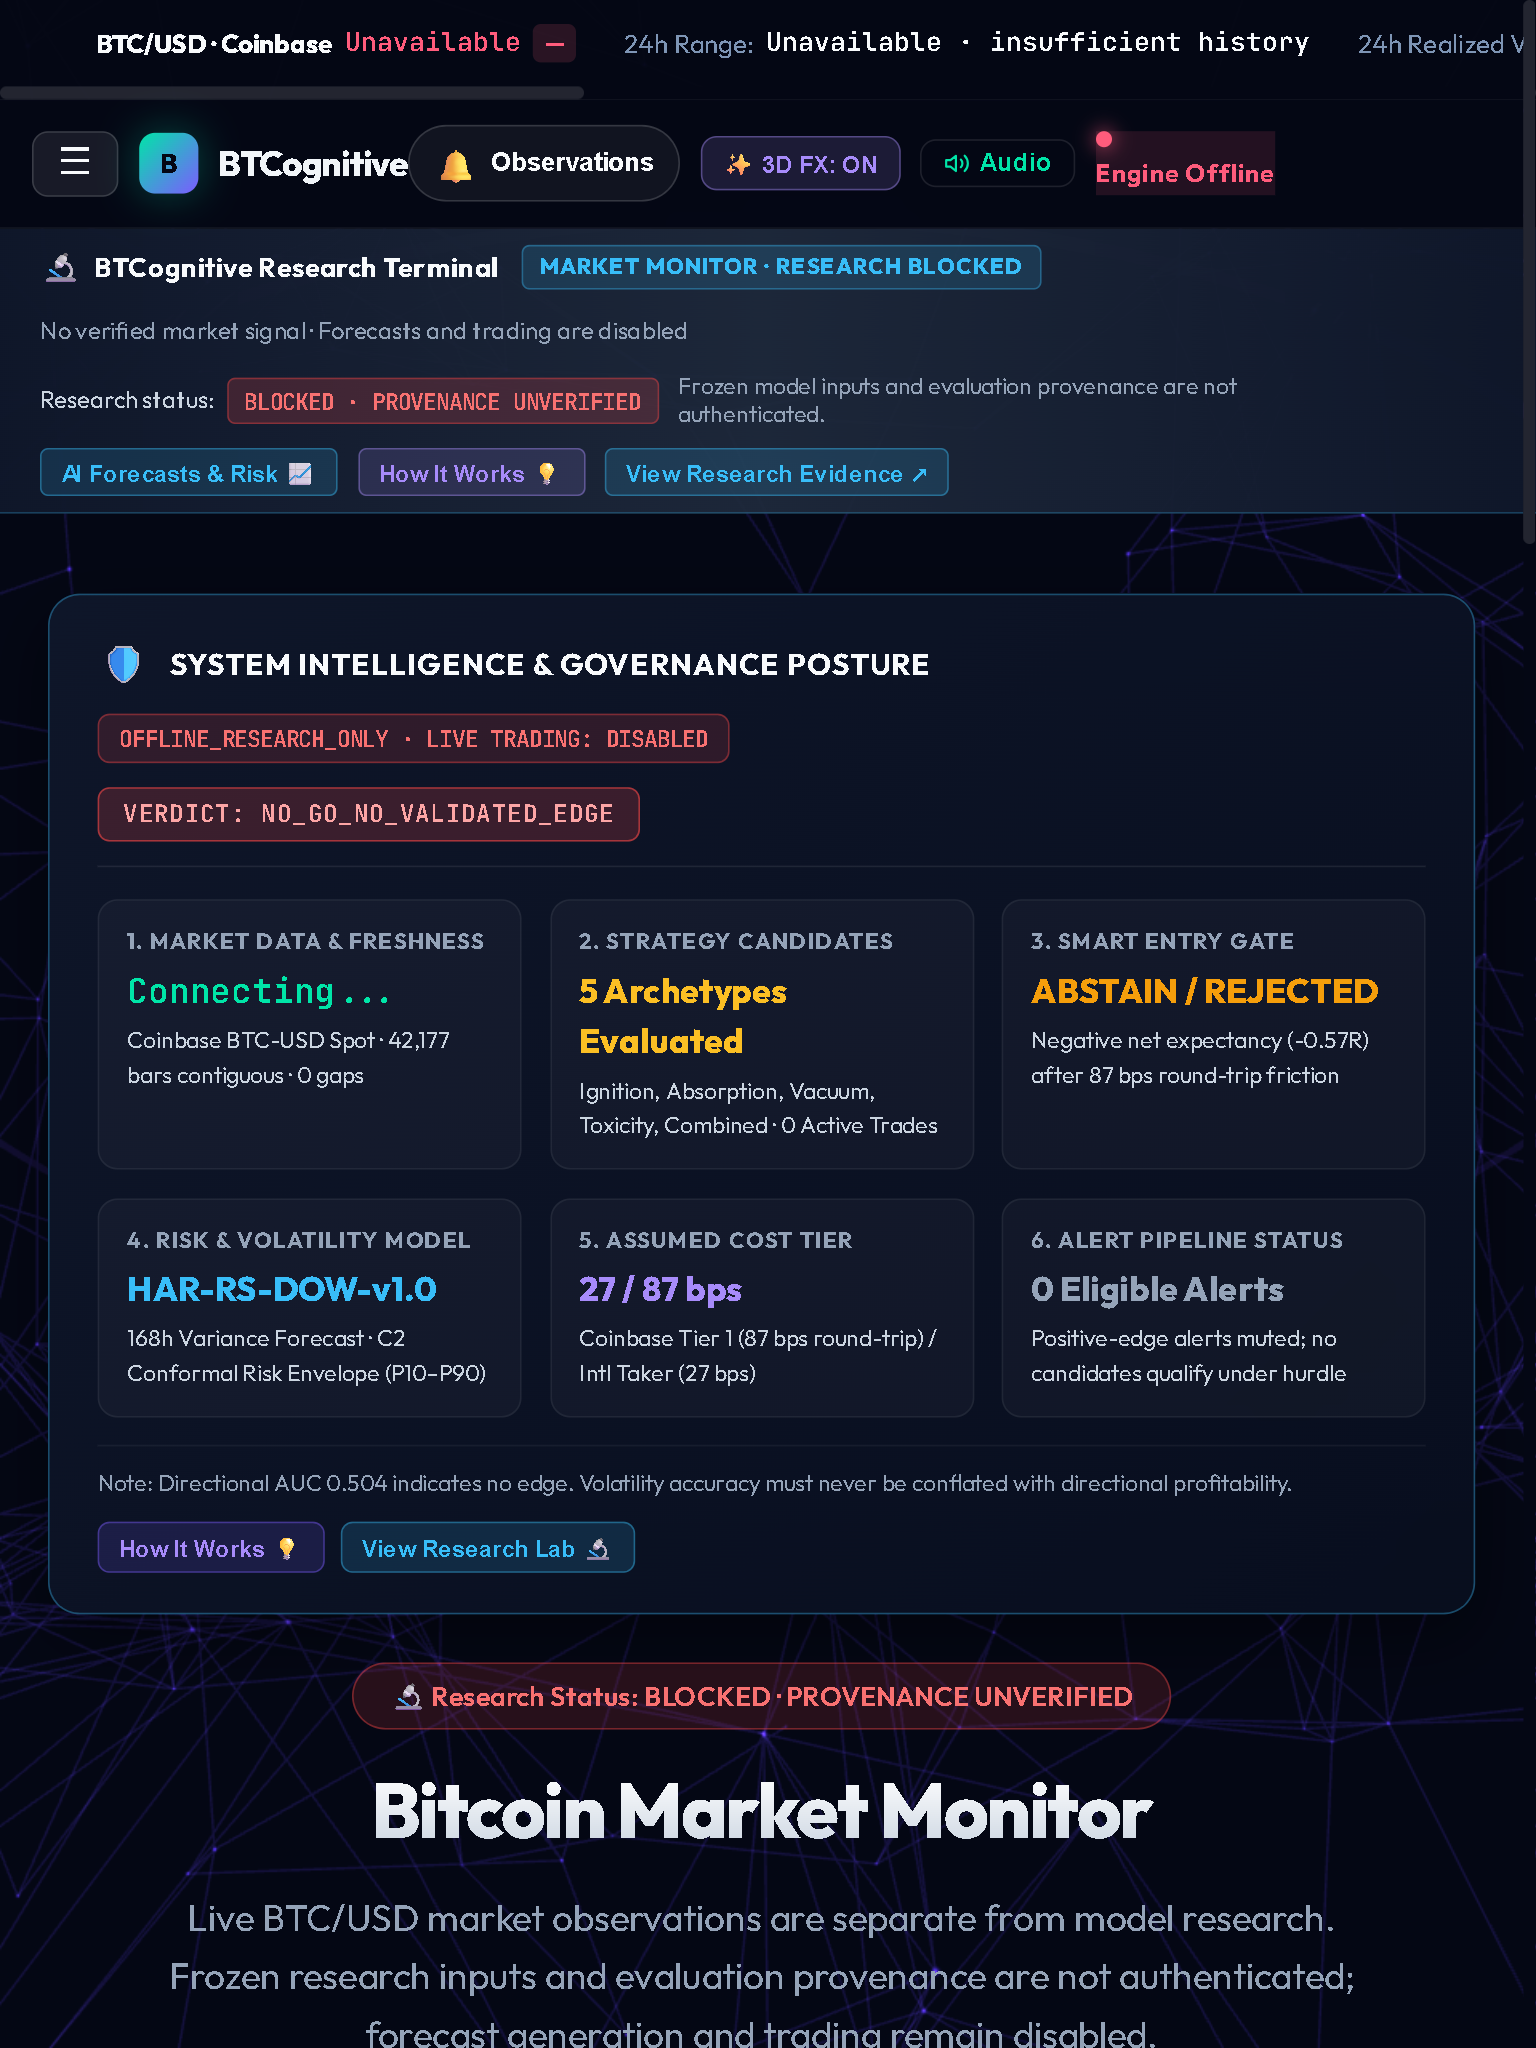 BTC/USD · Coinbase Unavailable — 24h Range: Unavailable · insufficient history 24h Realized V
☰ B BTCognitive 🔔 Observations ✨ 3D FX: ON Audio Engine Offline
🔬 BTCognitive Research Terminal MARKET MONITOR · RESEARCH BLOCKED
No verified market signal · Forecasts and trading are disabled
Research status: BLOCKED · PROVENANCE UNVERIFIED Frozen model inputs and evaluation provenance are not
authenticated.
AI Forecasts & Risk 📈 How It Works 💡 View Research Evidence ↗
SYSTEM INTELLIGENCE & GOVERNANCE POSTURE
OFFLINE_RESEARCH_ONLY · LIVE TRADING: DISABLED
VERDICT: NO_GO_NO_VALIDATED_EDGE
1. MARKET DATA & FRESHNESS
Connecting...
Coinbase BTC-USD Spot · 42,177
bars contiguous · 0 gaps
2. STRATEGY CANDIDATES
5 Archetypes
Evaluated
Ignition, Absorption, Vacuum,
Toxicity, Combined · 0 Active Trades
3. SMART ENTRY GATE
ABSTAIN / REJECTED
Negative net expectancy (-0.57R)
after 87 bps round-trip friction
4. RISK & VOLATILITY MODEL
HAR-RS-DOW-v1.0
168h Variance Forecast · C2
Conformal Risk Envelope (P10–P90)
5. ASSUMED COST TIER
27 / 87 bps
Coinbase Tier 1 (87 bps round-trip) /
Intl Taker (27 bps)
6. ALERT PIPELINE STATUS
0 Eligible Alerts
Positive-edge alerts muted; no
candidates qualify under hurdle
Note: Directional AUC 0.504 indicates no edge. Volatility accuracy must never be conflated with directional profitability.
How It Works 💡 View Research Lab 🔬
🔬 Research Status: BLOCKED · PROVENANCE UNVERIFIED
Bitcoin Market Monitor
Live BTC/USD market observations are separate from model research.
Frozen research inputs and evaluation provenance are not authenticated;
forecast generation and trading remain disabled.